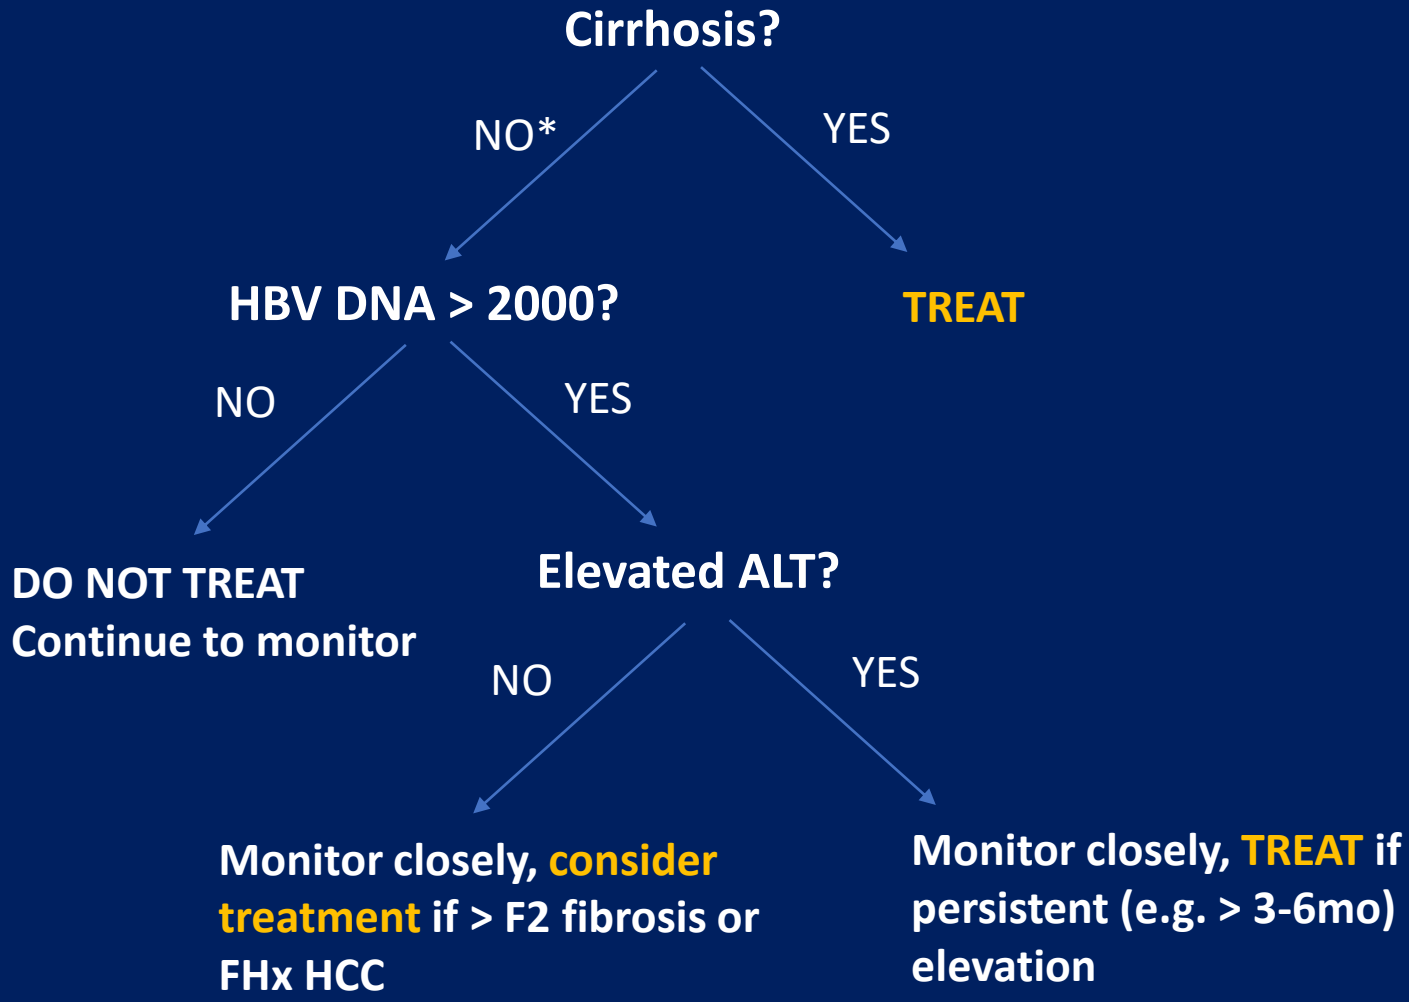 Cirrhosis?
NO*
YES
HBV DNA > 2000?
TREAT
NO
YES
DO NOT TREAT
Continue to monitor
Elevated ALT?
NO
YES
Monitor closely, consider
treatment if > F2 fibrosis or
FHx HCC
Monitor closely, TREAT if
persistent (e.g. > 3-6mo)
elevation